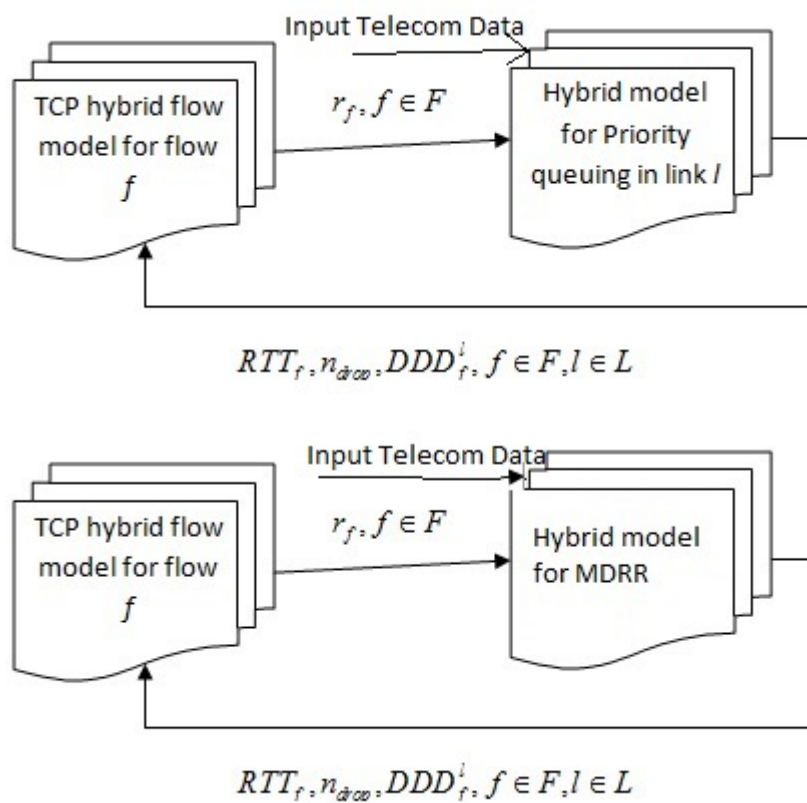 Input Telecom Data
TCP hybrid flow
model for flow
f
r_f, f ∈ F
Hybrid model
for Priority
queuing in link l
RTT_f, n_drop, DDD_f^l, f ∈ F, l ∈ L
Input Telecom Data
TCP hybrid flow
model for flow
f
r_f, f ∈ F
Hybrid model
for MDRR
RTT_f, n_drop, DDD_f^l, f ∈ F, l ∈ L